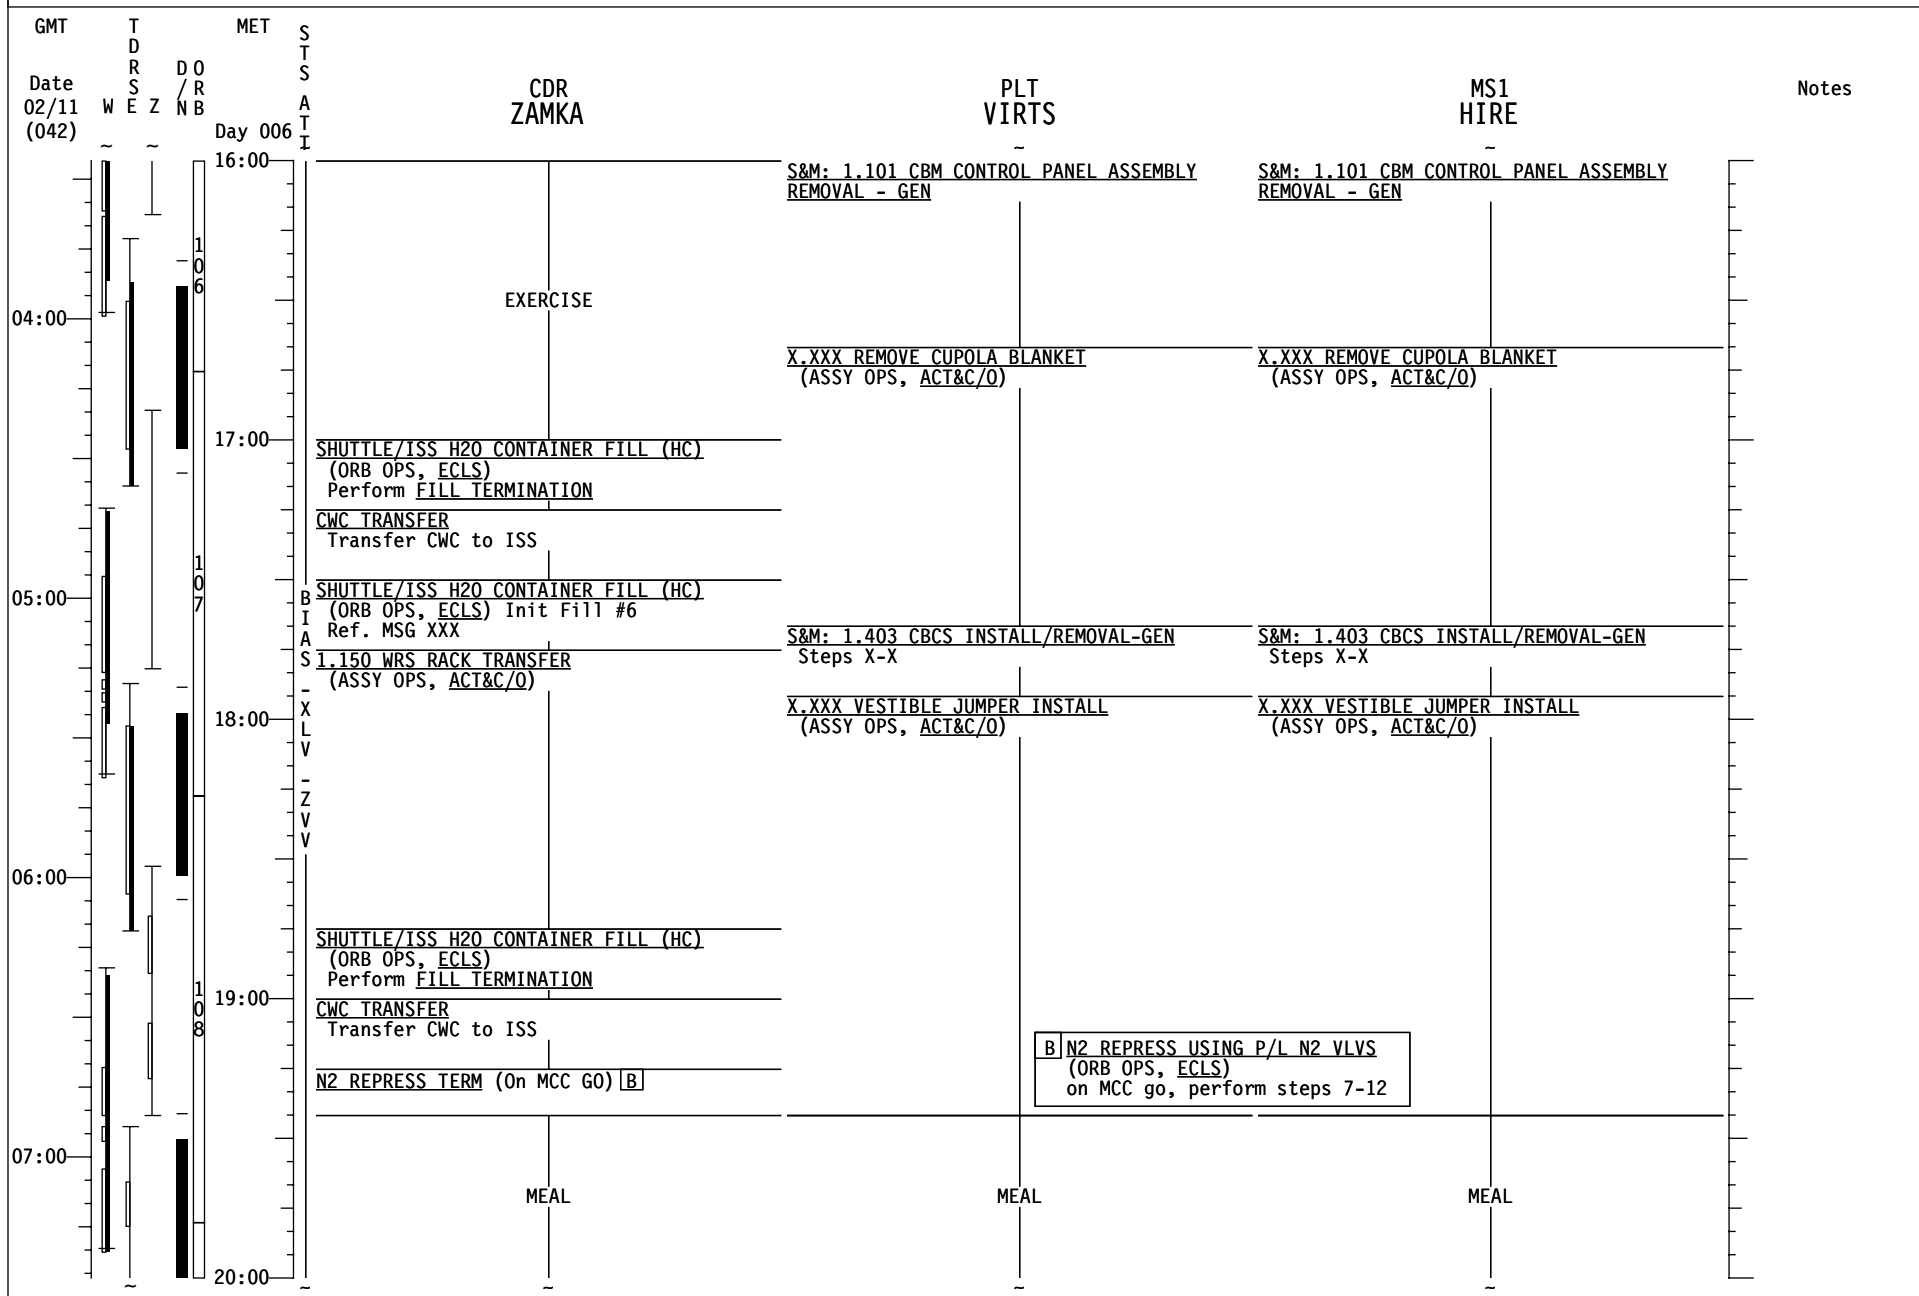 GMT
TDRS
MET
STS ATT
Date
02/11
(042)
W E Z
D/N
ORB
Day 006
CDR
ZAMKA
PLT
VIRTS
MS1
HIRE
Notes
~ ~ ~ ~ ~
16:00
S&M: 1.101 CBM CONTROL PANEL ASSEMBLY
REMOVAL - GEN
S&M: 1.101 CBM CONTROL PANEL ASSEMBLY
REMOVAL - GEN
106
EXERCISE
04:00
X.XXX REMOVE CUPOLA BLANKET
(ASSY OPS, ACT&C/O)
X.XXX REMOVE CUPOLA BLANKET
(ASSY OPS, ACT&C/O)
17:00
SHUTTLE/ISS H2O CONTAINER FILL (HC)
(ORB OPS, ECLS)
Perform FILL TERMINATION
CWC TRANSFER
Transfer CWC to ISS
107
05:00
BIAS -XLV -ZVV
SHUTTLE/ISS H2O CONTAINER FILL (HC)
(ORB OPS, ECLS) Init Fill #6
Ref. MSG XXX
S&M: 1.403 CBCS INSTALL/REMOVAL-GEN
Steps X-X
S&M: 1.403 CBCS INSTALL/REMOVAL-GEN
Steps X-X
1.150 WRS RACK TRANSFER
(ASSY OPS, ACT&C/O)
18:00
X.XXX VESTIBLE JUMPER INSTALL
(ASSY OPS, ACT&C/O)
X.XXX VESTIBLE JUMPER INSTALL
(ASSY OPS, ACT&C/O)
06:00
SHUTTLE/ISS H2O CONTAINER FILL (HC)
(ORB OPS, ECLS)
Perform FILL TERMINATION
108
19:00
CWC TRANSFER
Transfer CWC to ISS
N2 REPRESS TERM (On MCC GO) B
B N2 REPRESS USING P/L N2 VLVS
(ORB OPS, ECLS)
on MCC go, perform steps 7-12
07:00
MEAL
MEAL
MEAL
20:00
~ ~ ~ ~ ~